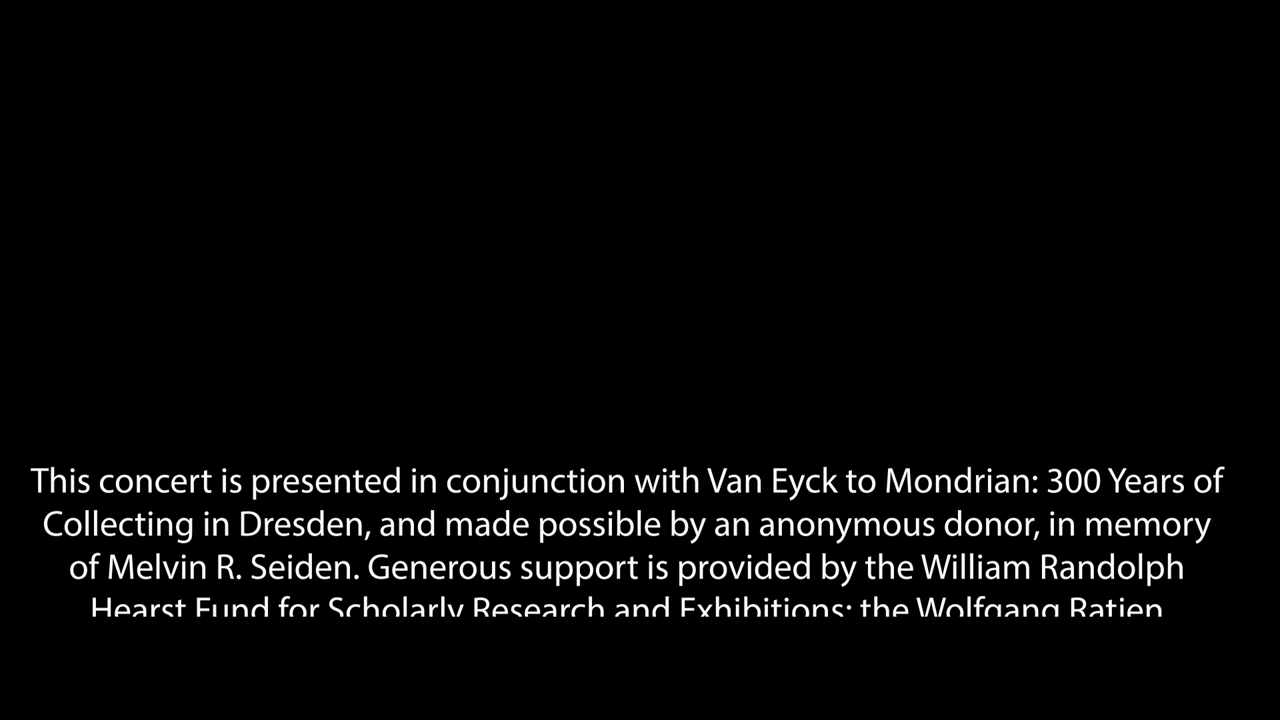 This concert is presented in conjunction with Van Eyck to Mondrian: 300 Years of
Collecting in Dresden, and made possible by an anonymous donor, in memory
of Melvin R. Seiden. Generous support is provided by the William Randolph
Hearst Fund for Scholarly Research and Exhibitions; the Wolfgang Ratjen